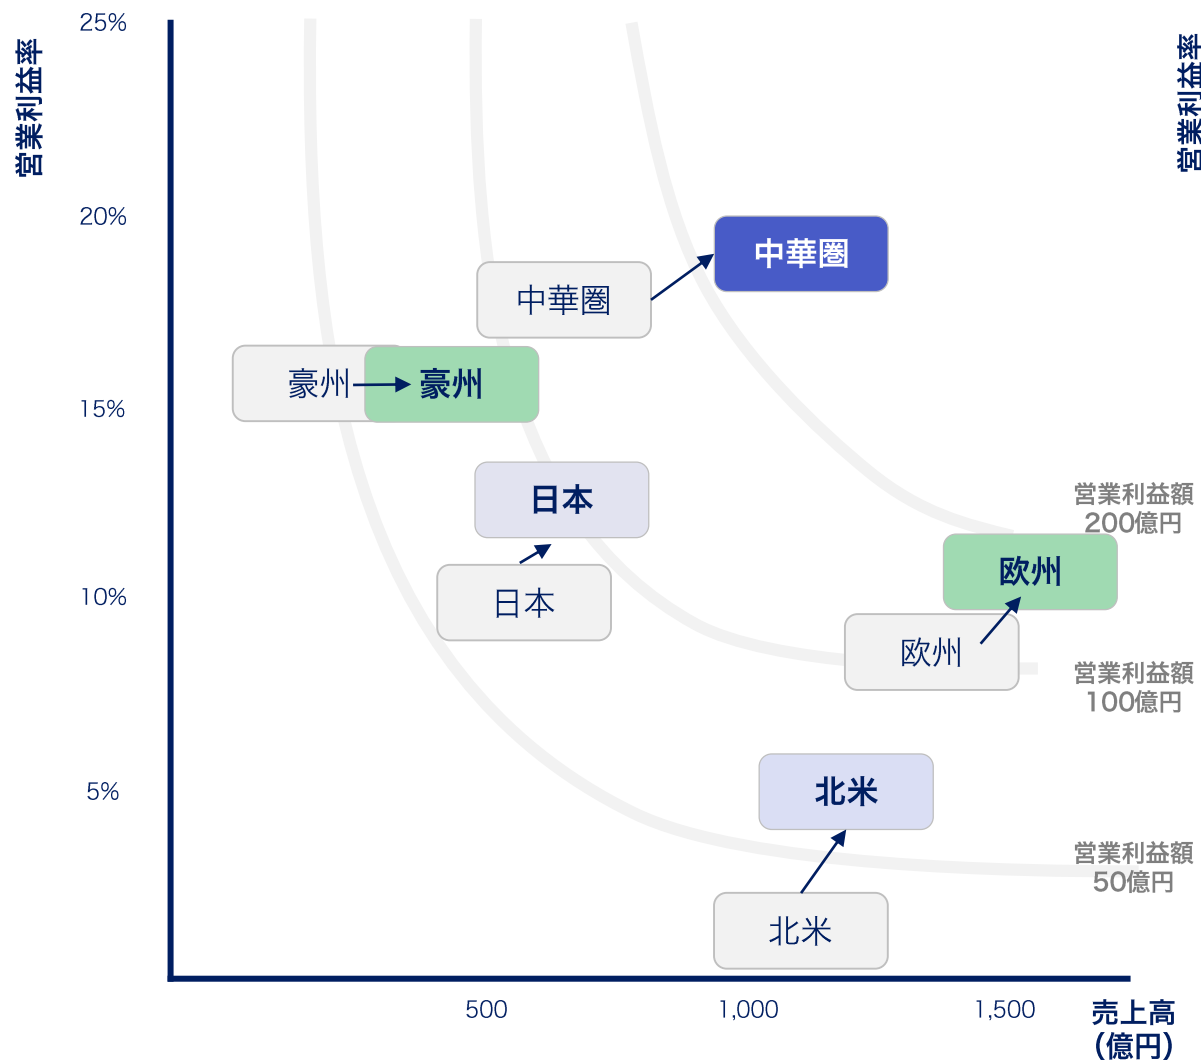 営業利益率
25%
20%
15%
10%
5%
中華圏
中華圏
豪州
豪州
日本
日本
営業利益額
200億円
欧州
欧州
営業利益額
100億円
北米
北米
営業利益額
50億円
500
1,000
1,500
売上高
(億円)
営業利益率